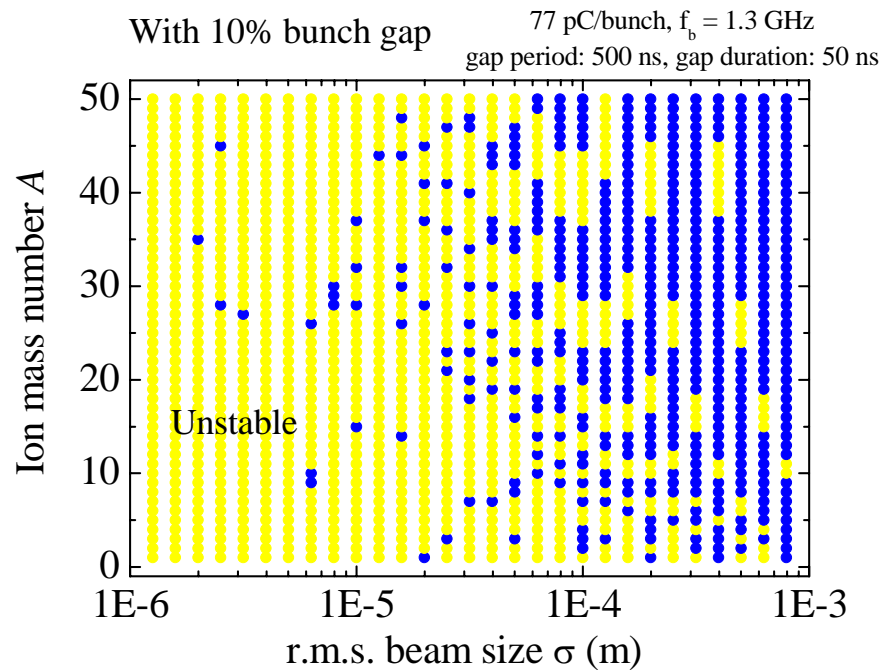 With 10% bunch gap
77 pC/bunch, f_b = 1.3 GHz
gap period: 500 ns, gap duration: 50 ns
50
40
30
20
10
0
Ion mass number A
Unstable
1E-6
1E-5
1E-4
1E-3
r.m.s. beam size σ (m)